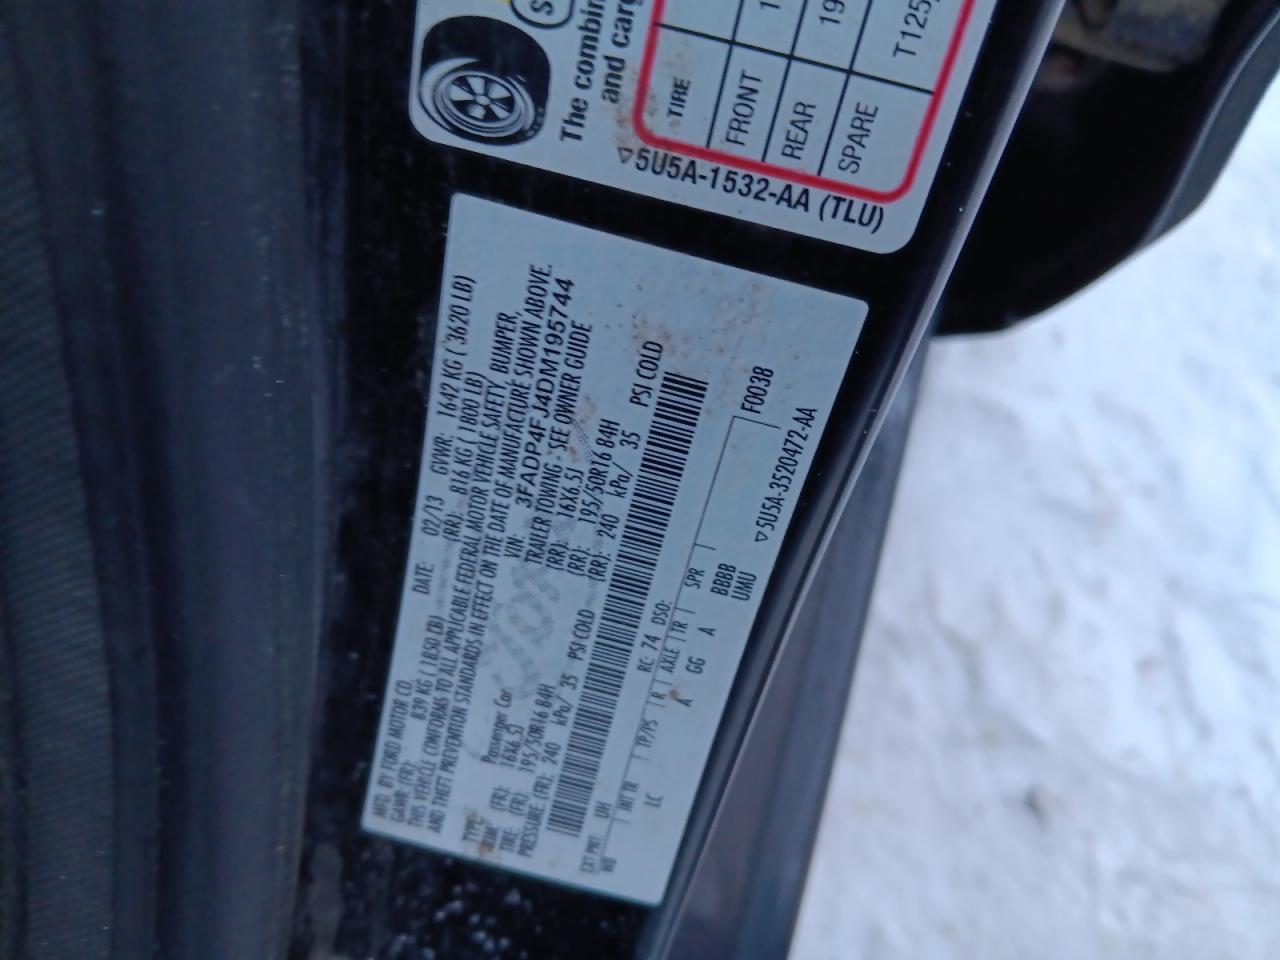 The combin
and carg
TIRE
FRONT
REAR
SPARE
1
19
T125
▽5U5A-1532-AA (TLU)
MFD. BY FORD MOTOR CO.
DATE: 02/13 GVWR: 1642 KG ( 3620 LB)
GAWR: (FR): 839 KG ( 1850 LB) (RR): 816 KG ( 1800 LB)
THIS VEHICLE CONFORMS TO ALL APPLICABLE FEDERAL MOTOR VEHICLE SAFETY, BUMPER,
AND THEFT PREVENTION STANDARDS IN EFFECT ON THE DATE OF MANUFACTURE SHOWN ABOVE.
VIN: 3FADP4FJ4DM195744
TYPE: Passenger Car TRAILER TOWING - SEE OWNER GUIDE
(FR): 16X6.5J (RR): 16X6.5J
TIRE: (FR): 195/50R16 84H (RR): 195/50R16 84H
PRESSURE: (FR): 240 kPa/ 35 PSI COLD (RR): 240 kPa/ 35 PSI COLD
EXT PNT: UH RC: 74 DSO: F0038
WB INT TR TP/PS R AXLE TR SPR
LC A GG A BBBB
UMU
▽5U5A-3520472-AA